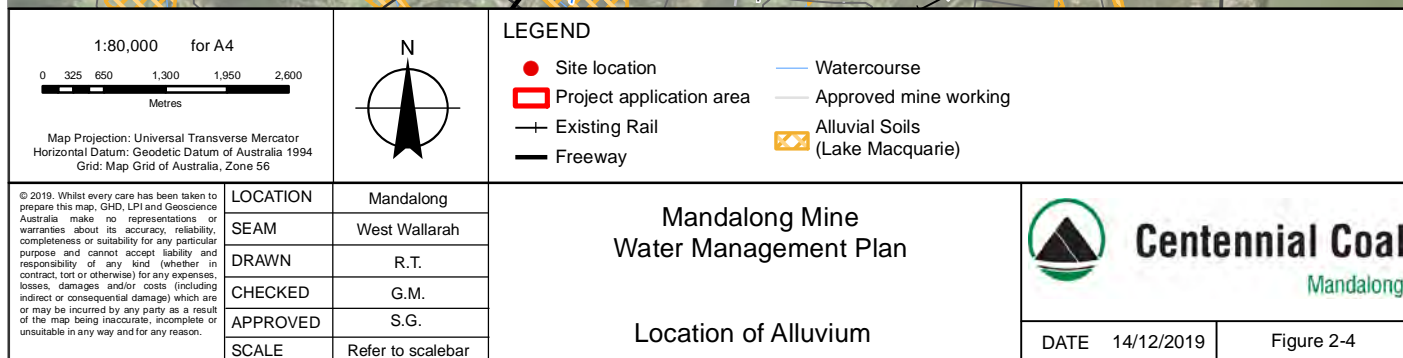 1:80,000 for A4
0 325 650 1,300 1,950 2,600
Metres
Map Projection: Universal Transverse Mercator
Horizontal Datum: Geodetic Datum of Australia 1994
Grid: Map Grid of Australia, Zone 56
N
LEGEND
Site location
Project application area
Existing Rail
Freeway
Watercourse
Approved mine working
Alluvial Soils
(Lake Macquarie)
© 2019. Whilst every care has been taken to
prepare this map, GHD, LPI and Geoscience
Australia make no representations or
warranties about its accuracy, reliability,
completeness or suitability for any particular
purpose and cannot accept liability and
responsibility of any kind (whether in
contract, tort or otherwise) for any expenses,
losses, damages and/or costs (including
indirect or consequential damage) which are
or may be incurred by any party as a result
of the map being inaccurate, incomplete or
unsuitable in any way and for any reason.
LOCATION Mandalong
SEAM West Wallarah
DRAWN R.T.
CHECKED G.M.
APPROVED S.G.
SCALE Refer to scalebar
Mandalong Mine
Water Management Plan
Location of Alluvium
Centennial Coal
Mandalong
DATE 14/12/2019 Figure 2-4